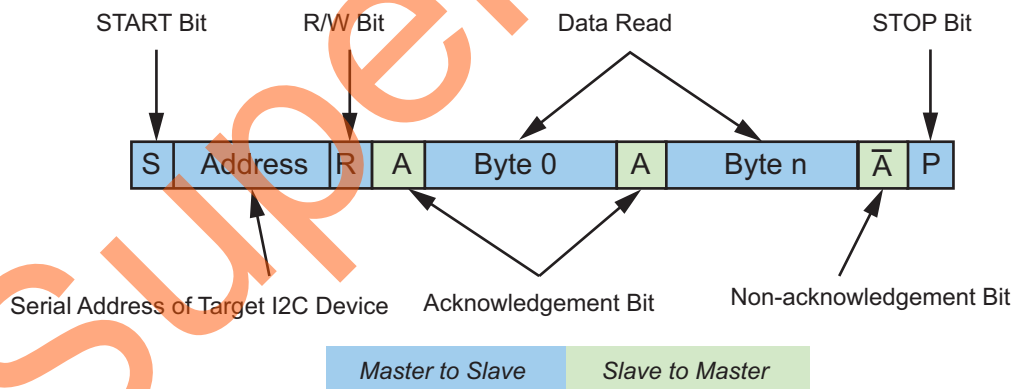 START Bit R/W Bit Data Read STOP Bit
S Address R A Byte 0 A Byte n A̅ P
Serial Address of Target I2C Device Acknowledgement Bit Non-acknowledgement Bit
Master to Slave Slave to Master
Super